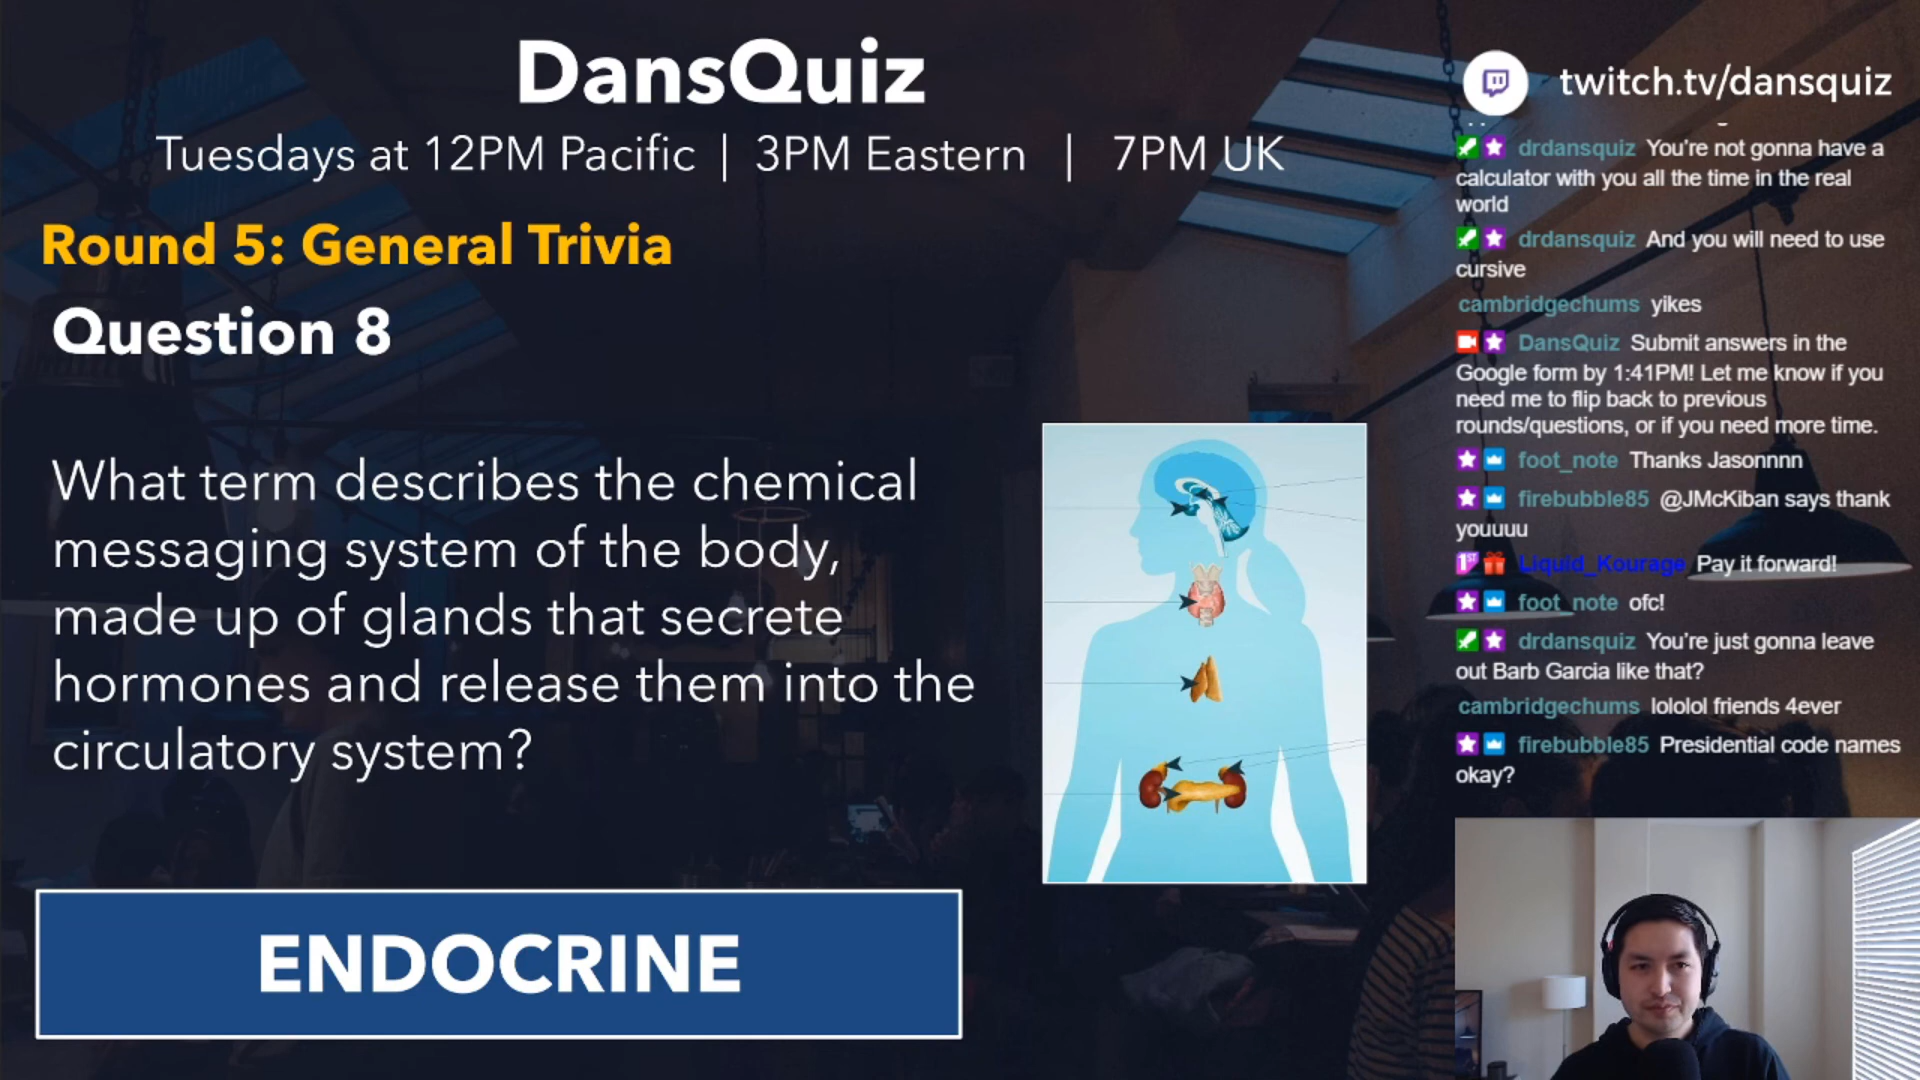 DansQuiz
Tuesdays at 12PM Pacific | 3PM Eastern | 7PM UK
Round 5: General Trivia
Question 8
What term describes the chemical
messaging system of the body,
made up of glands that secrete
hormones and release them into the
circulatory system?
ENDOCRINE
twitch.tv/dansquiz
drdansquiz You're not gonna have a
calculator with you all the time in the real
world
drdansquiz And you will need to use
cursive
cambridgechums yikes
DansQuiz Submit answers in the
Google form by 1:41PM! Let me know if you
need me to flip back to previous
rounds/questions, or if you need more time.
foot_note Thanks Jasonnnn
firebubble85 @JMcKiban says thank
youuuu
1ST Liquid_Kourage Pay it forward!
foot_note ofc!
drdansquiz You're just gonna leave
out Barb Garcia like that?
cambridgechums lololol friends 4ever
firebubble85 Presidential code names
okay?